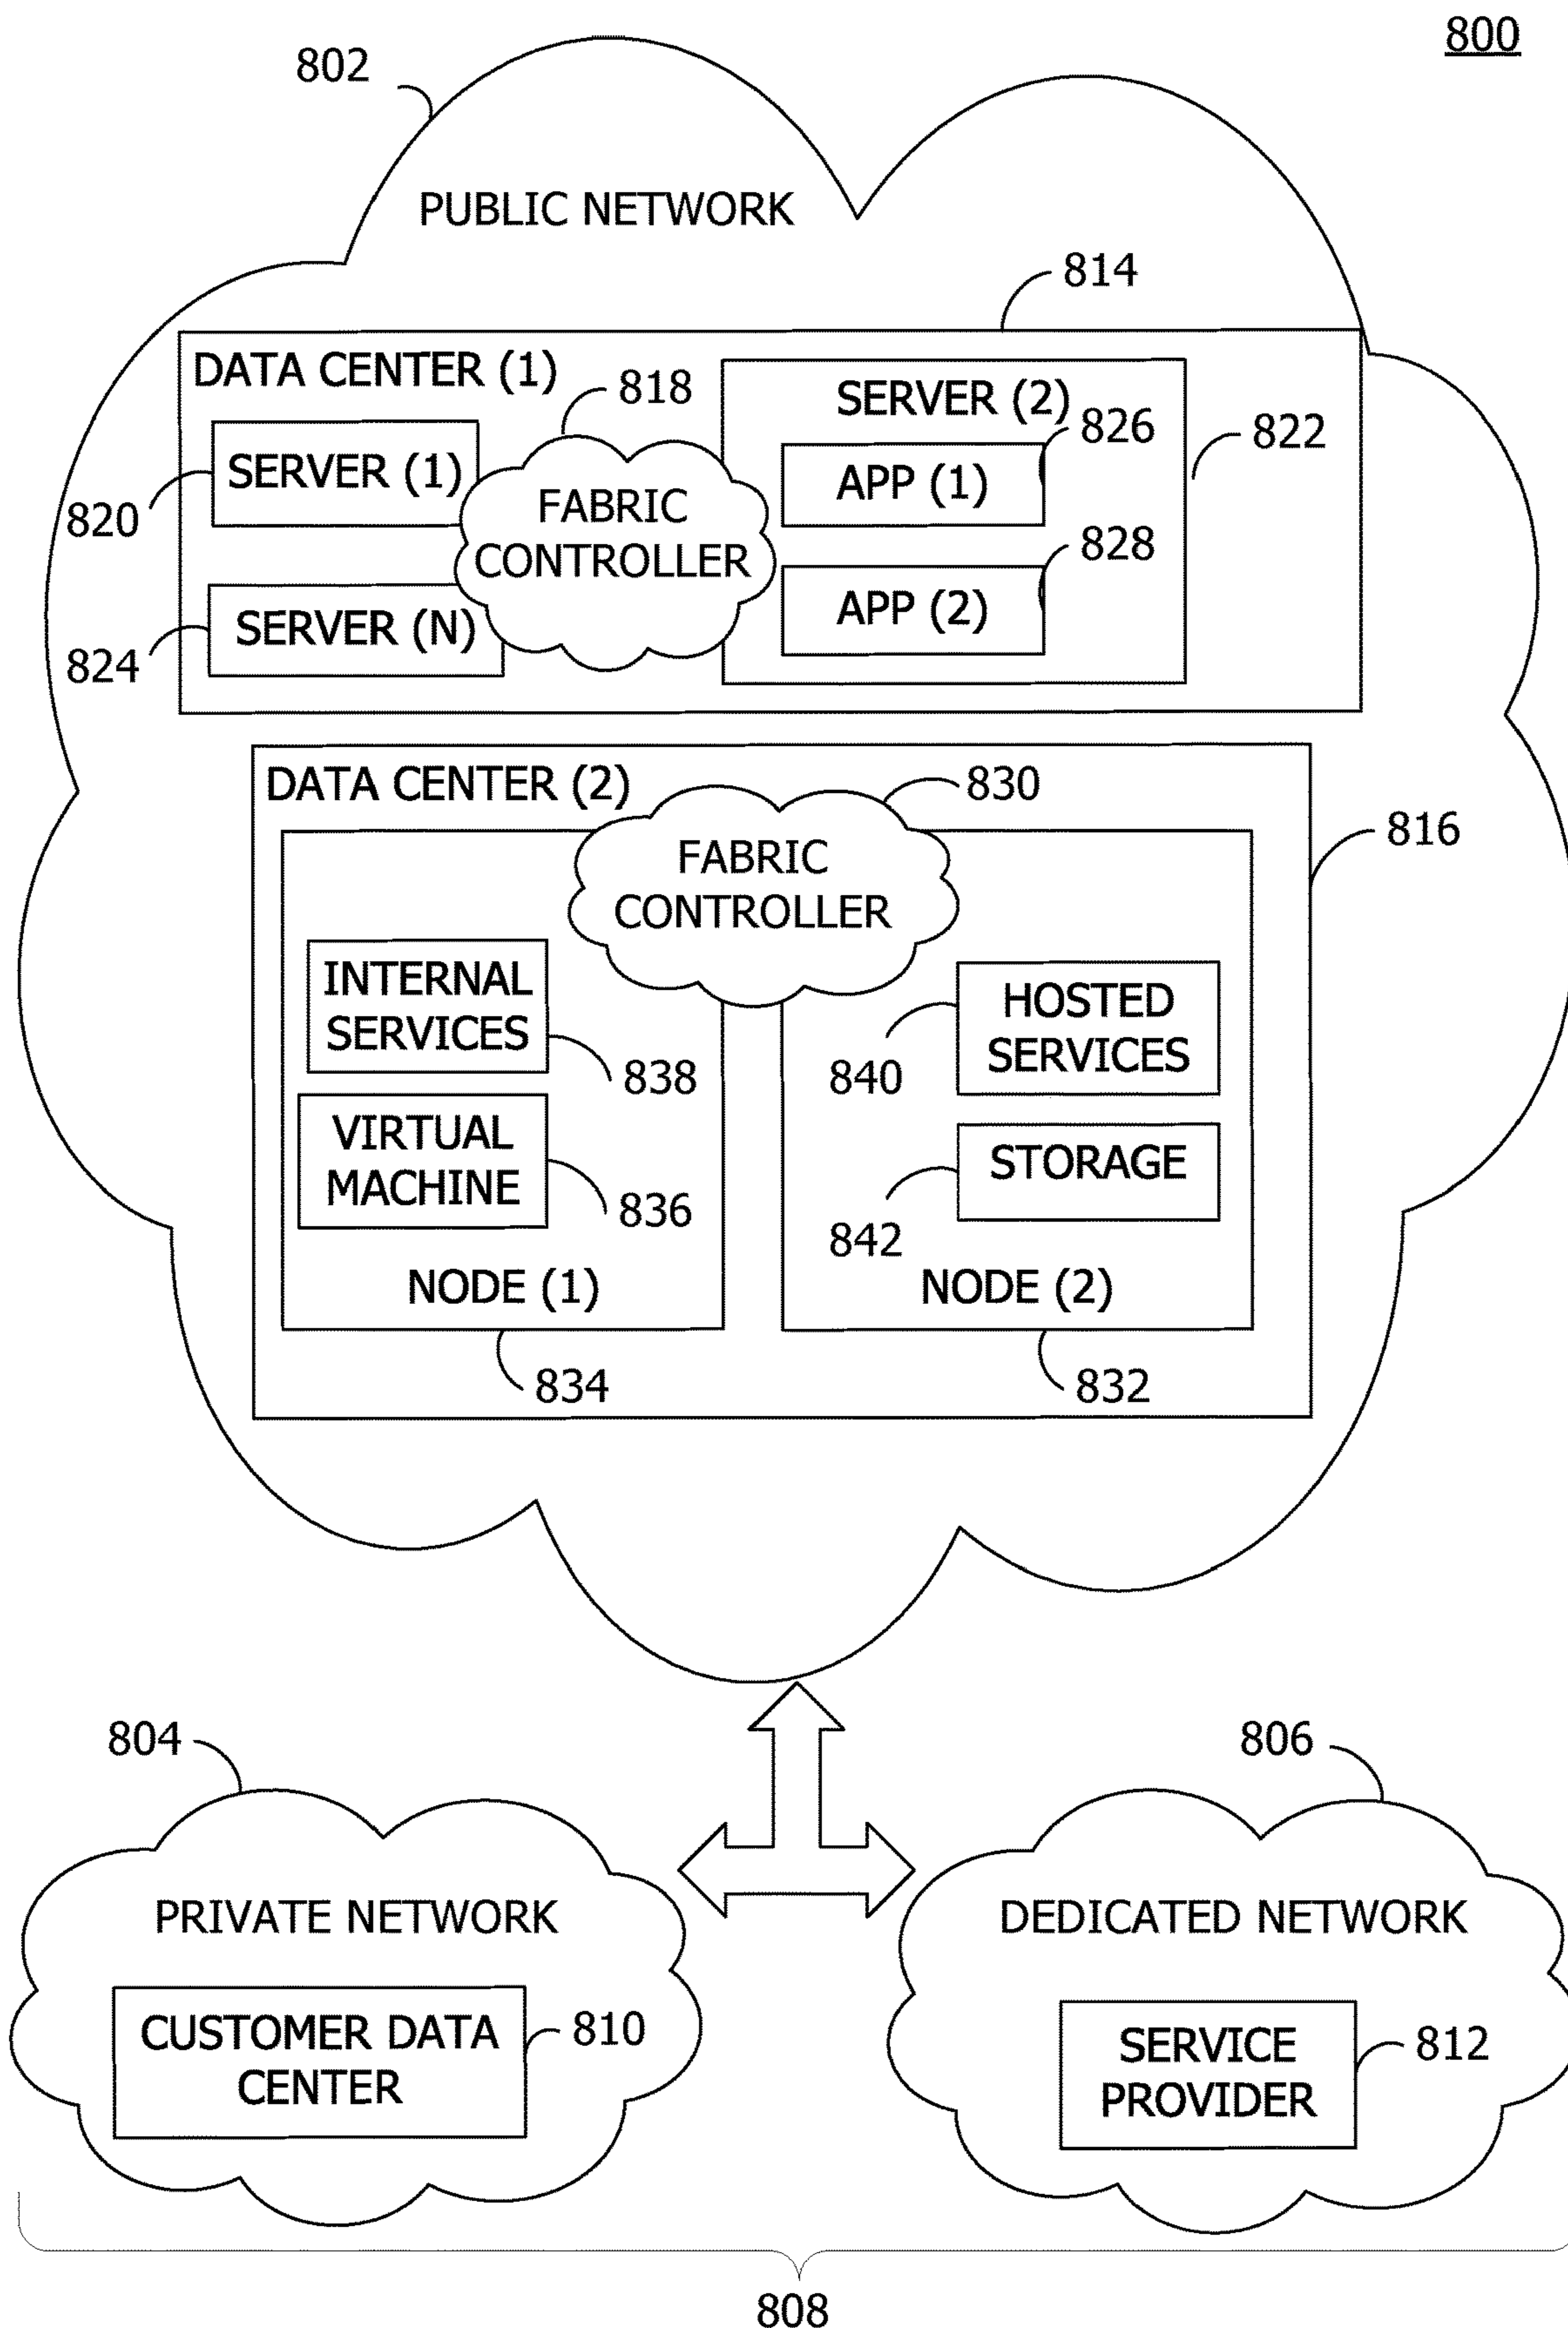 800
802
PUBLIC NETWORK
814
DATA CENTER (1)
818
SERVER (2)
826
822
SERVER (1)
820
FABRIC
CONTROLLER
APP (1)
828
SERVER (N)
824
APP (2)
DATA CENTER (2)
830
816
FABRIC
CONTROLLER
INTERNAL
SERVICES
838
HOSTED
SERVICES
840
VIRTUAL
MACHINE
836
STORAGE
842
NODE (1)
NODE (2)
834
832
804
806
PRIVATE NETWORK
DEDICATED NETWORK
CUSTOMER DATA
CENTER
810
SERVICE
PROVIDER
812
808